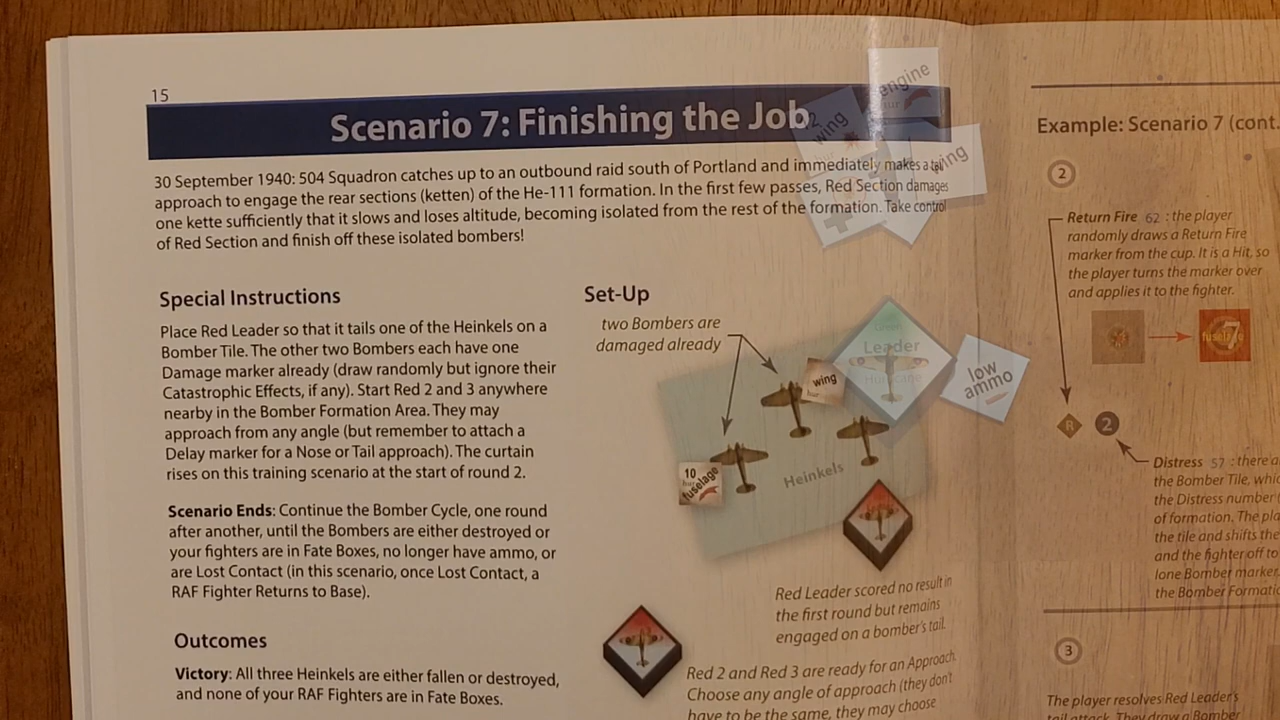 15
Scenario 7: Finishing the Job
30 September 1940: 504 Squadron catches up to an outbound raid south of Portland and immediately makes a tail
approach to engage the rear sections (ketten) of the He-111 formation. In the first few passes, Red Section damages
one kette sufficiently that it slows and loses altitude, becoming isolated from the rest of the formation. Take control
of Red Section and finish off these isolated bombers!
Special Instructions
Place Red Leader so that it tails one of the Heinkels on a
Bomber Tile. The other two Bombers each have one
Damage marker already (draw randomly but ignore their
Catastrophic Effects, if any). Start Red 2 and 3 anywhere
nearby in the Bomber Formation Area. They may
approach from any angle (but remember to attach a
Delay marker for a Nose or Tail approach). The curtain
rises on this training scenario at the start of round 2.
Scenario Ends: Continue the Bomber Cycle, one round
after another, until the Bombers are either destroyed or
your fighters are in Fate Boxes, no longer have ammo, or
are Lost Contact (in this scenario, once Lost Contact, a
RAF Fighter Returns to Base).
Outcomes
Victory: All three Heinkels are either fallen or destroyed,
and none of your RAF Fighters are in Fate Boxes.
Set-Up
two Bombers are
damaged already
wing
10
fuselage
Heinkels
Leader
low
ammo
engine
wing
wing
Red Leader scored no result in
the first round but remains
engaged on a bomber's tail.
Red 2 and Red 3 are ready for an Approach.
Choose any angle of approach (they don't
have to be the same, they may choose
Example: Scenario 7 (cont.
2
Return Fire 62 : the player
randomly draws a Return Fire
marker from the cup. It is a Hit, so
the player turns the marker over
and applies it to the fighter.
7
fuselage
R
2
Distress 57 : there a
the Bomber Tile, whic
the Distress number
of formation. The pla
the tile and shifts the
and the fighter off to
lone Bomber marker.
the Bomber Formatio
3
The player resolves Red Leader's
tail attack. They draw a Bomber